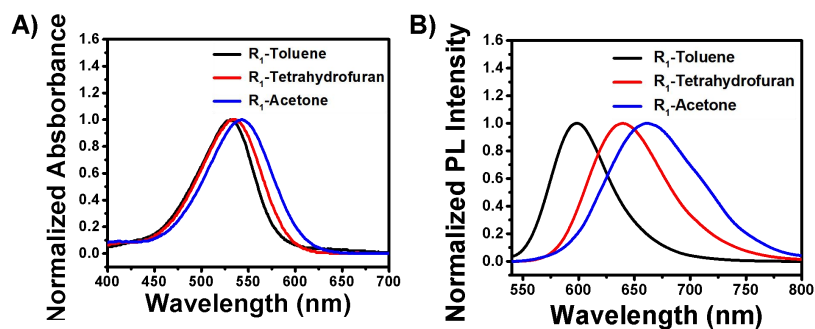 A)
Normalized Absborbance
1.6
1.4
1.2
1.0
0.8
0.6
0.4
0.2
0.0
R1-Toluene
R1-Tetrahydrofuran
R1-Acetone
400 450 500 550 600 650 700
Wavelength (nm)
B)
Normalized PL Intensity
1.6
1.4
1.2
1.0
0.8
0.6
0.4
0.2
0.0
R1-Toluene
R1-Tetrahydrofuran
R1-Acetone
550 600 650 700 750 800
Wavelength (nm)